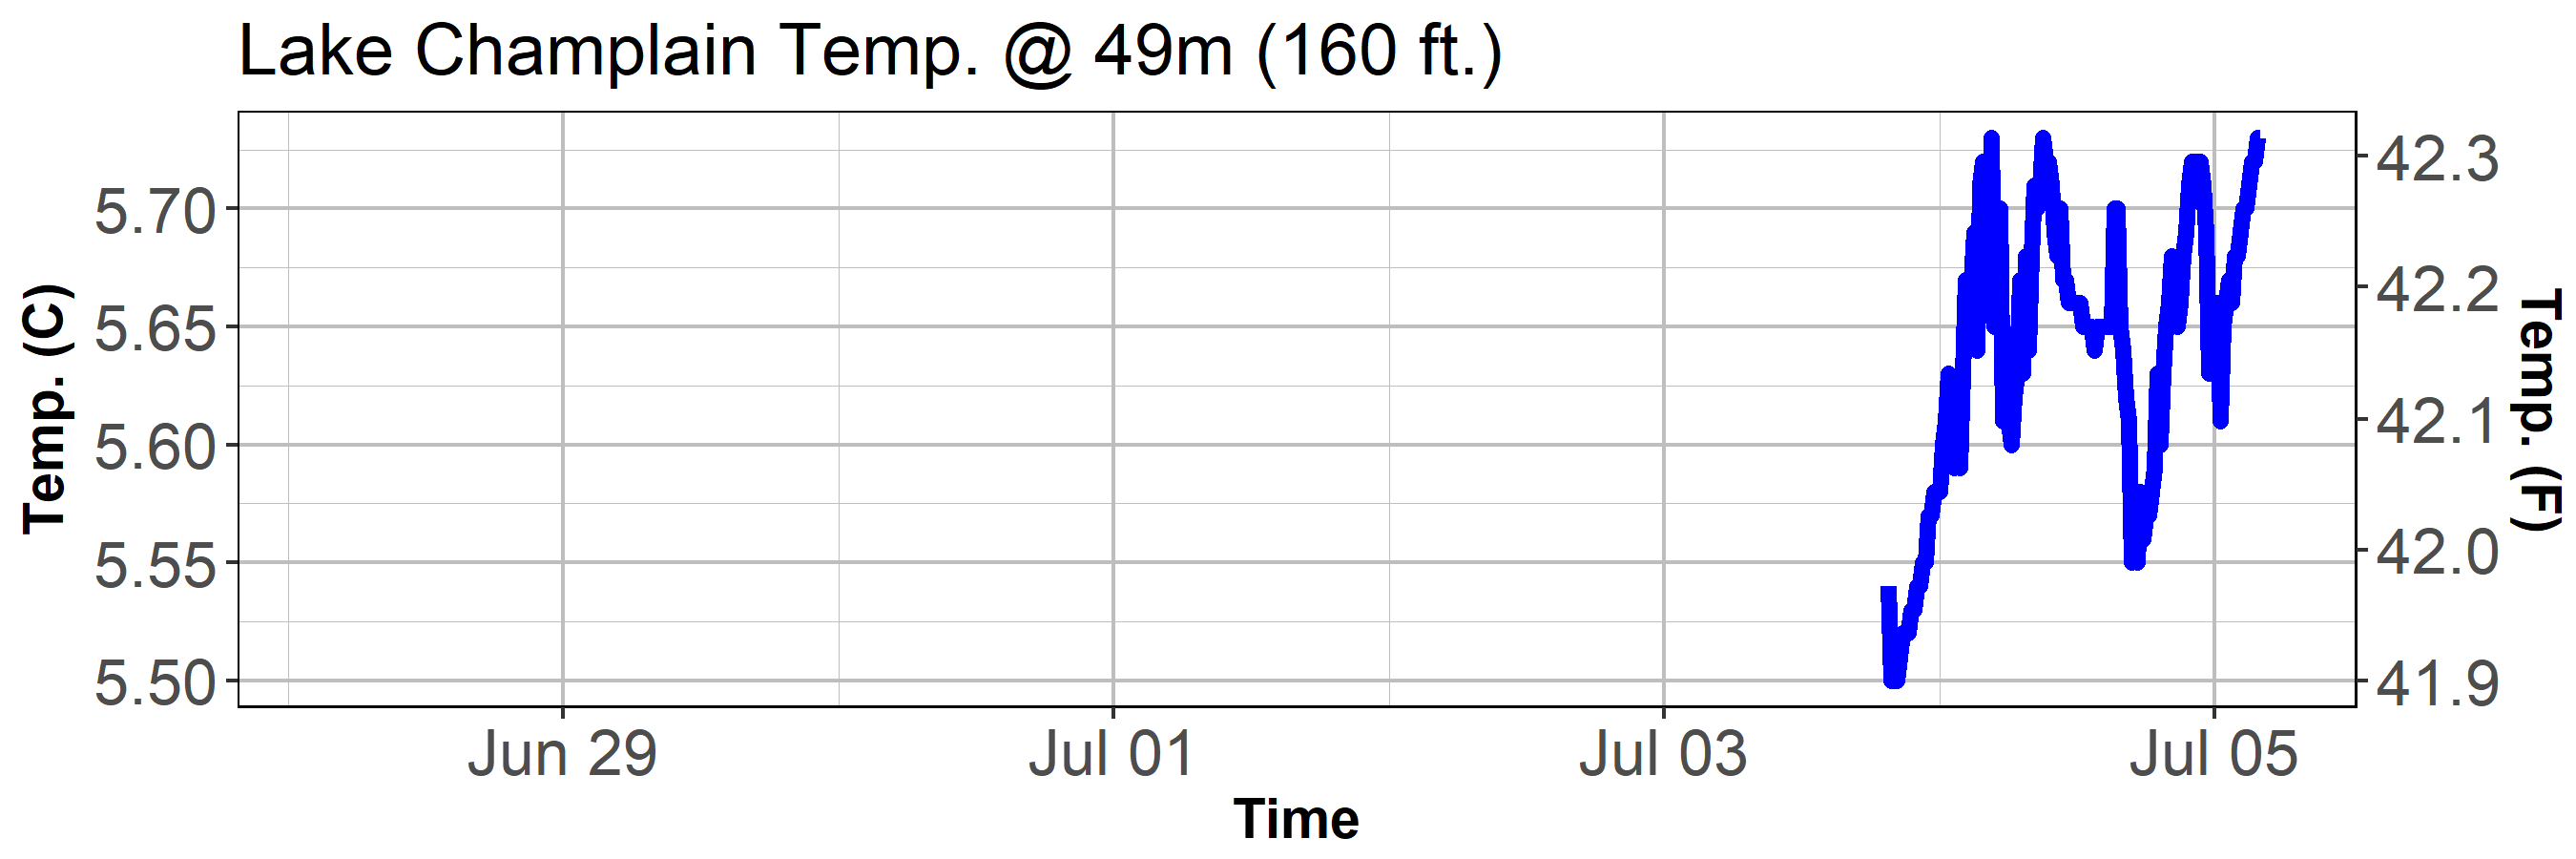 Lake Champlain Temp. @ 49m (160 ft.)
Temp. (C)
5.70
5.65
5.60
5.55
5.50
42.3
42.2
42.1
42.0
41.9
Temp. (F)
Jun 29
Jul 01
Jul 03
Jul 05
Time